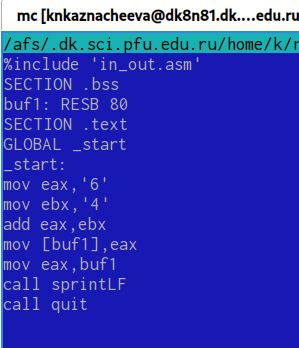 mc [knkaznacheeva@dk8n81.dk....edu.ru
/afs/.dk.sci.pfu.edu.ru/home/k/
%include 'in_out.asm'
SECTION .bss
buf1: RESB 80
SECTION .text
GLOBAL _start
_start:
mov eax,'6'
mov ebx,'4'
add eax,ebx
mov [buf1],eax
mov eax,buf1
call sprintLF
call quit